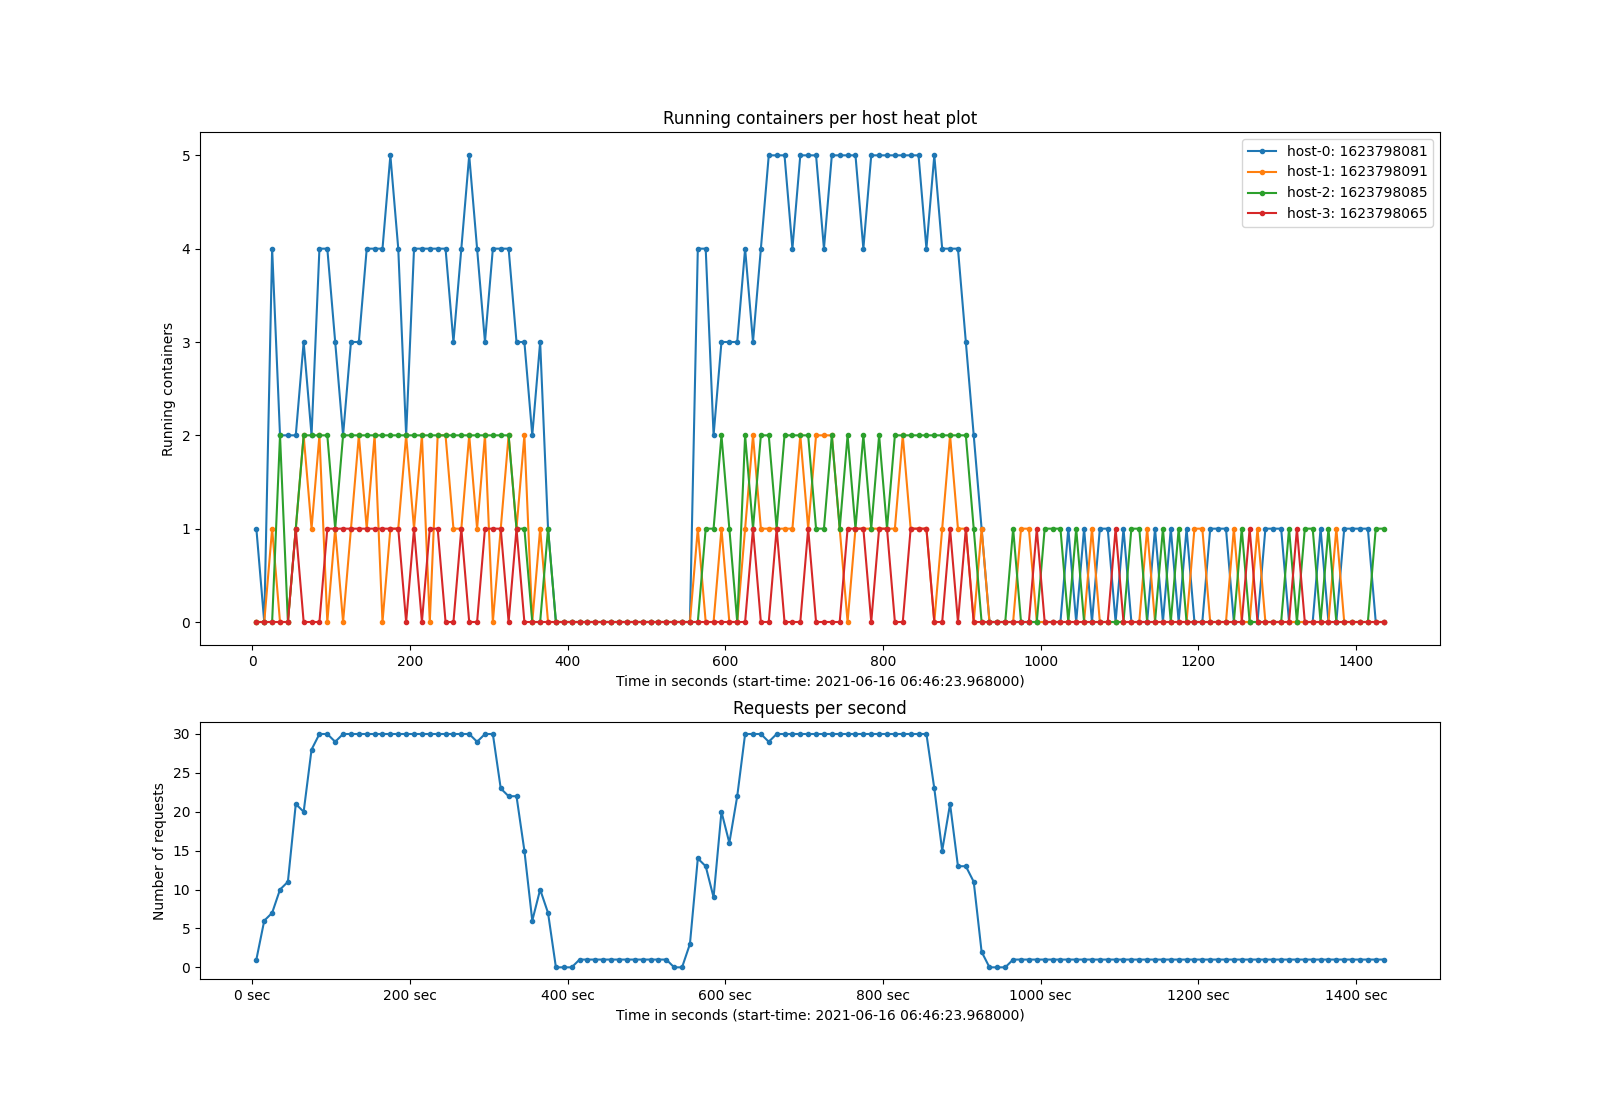 Running containers per host heat plot
host-0: 1623798081
host-1: 1623798091
host-2: 1623798085
host-3: 1623798065
Running containers
5
4
3
2
1
0
0 200 400 600 800 1000 1200 1400
Time in seconds (start-time: 2021-06-16 06:46:23.968000)
Requests per second
Number of requests
30
25
20
15
10
5
0
0 sec 200 sec 400 sec 600 sec 800 sec 1000 sec 1200 sec 1400 sec
Time in seconds (start-time: 2021-06-16 06:46:23.968000)